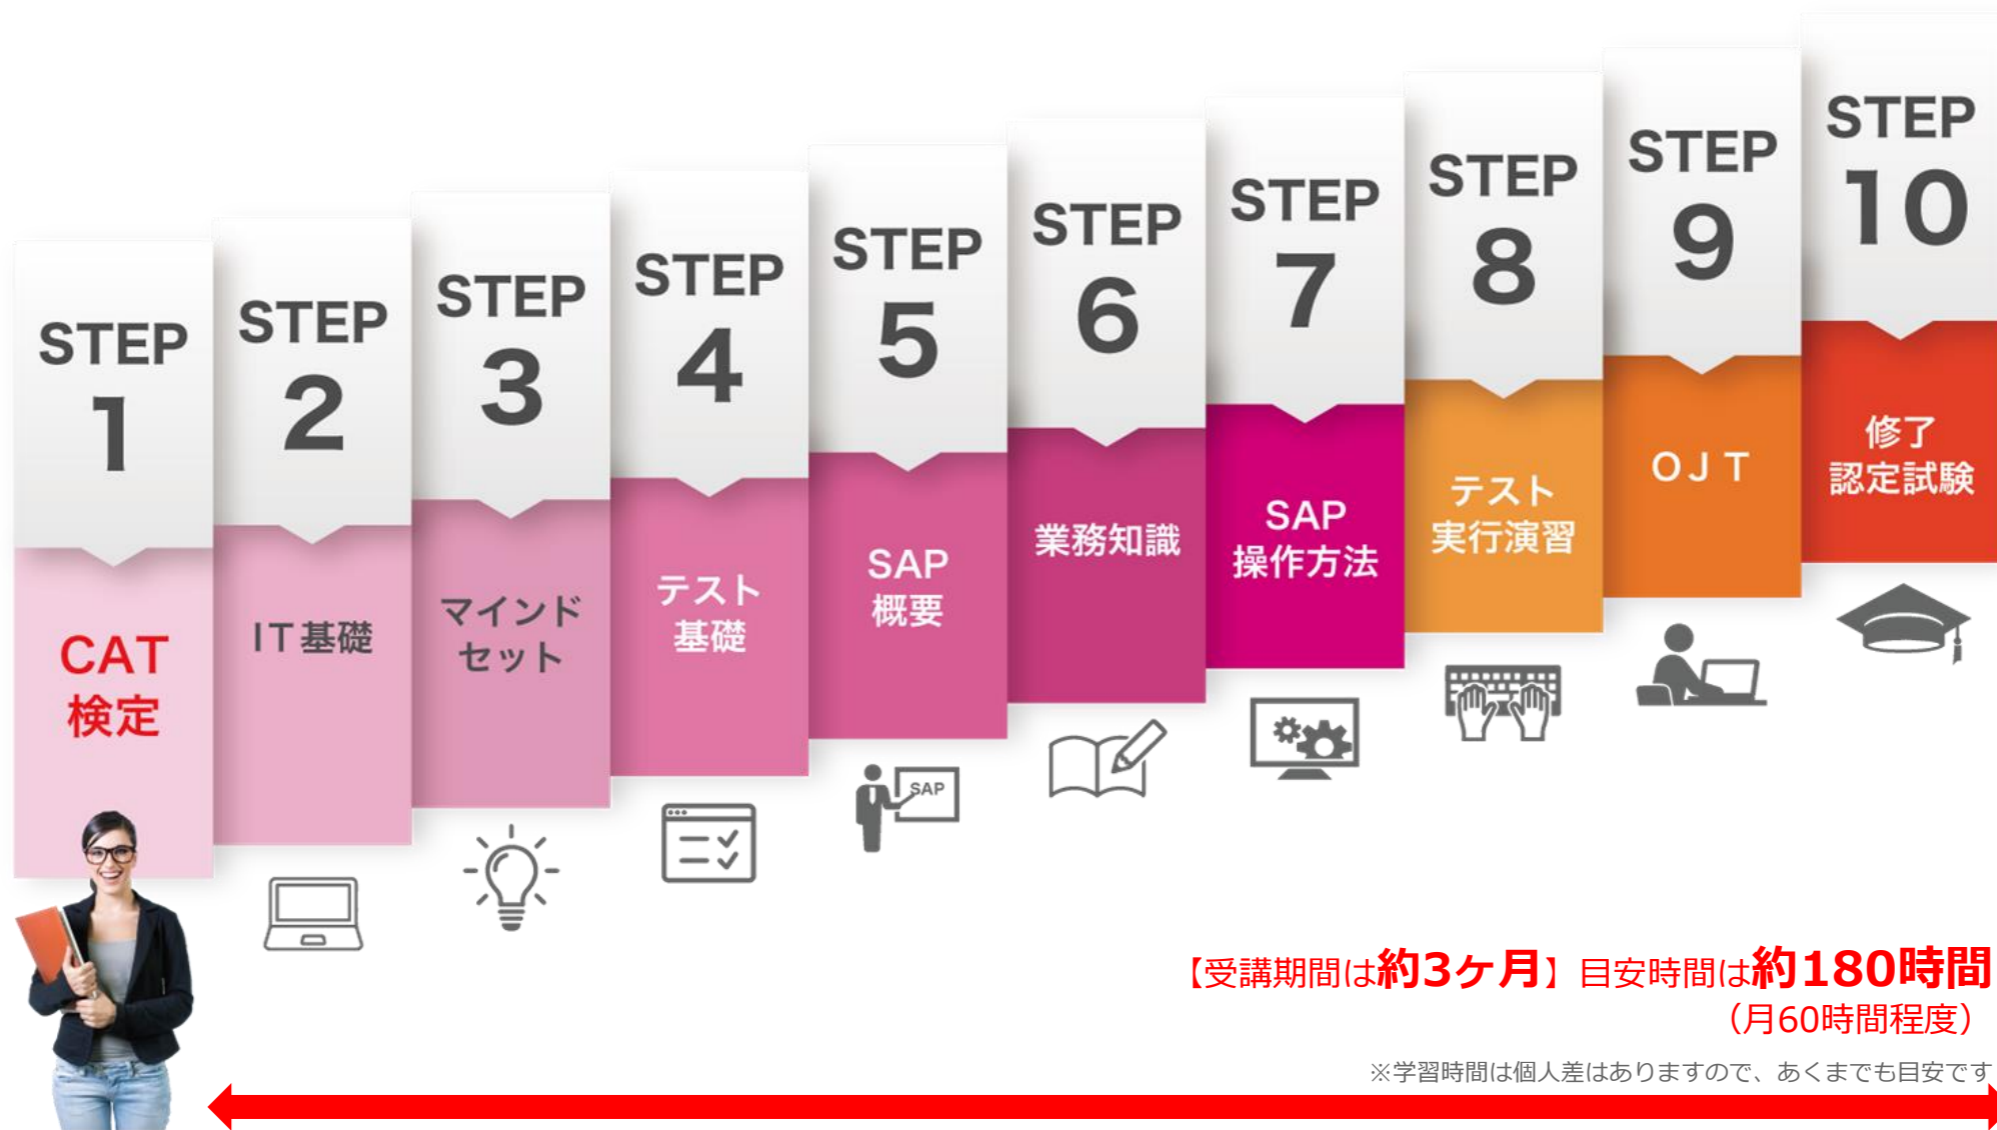 STEP
1
CAT
検定
STEP
2
IT基礎
STEP
3
マインド
セット
STEP
4
テスト
基礎
STEP
5
SAP
概要
SAP
STEP
6
業務知識
STEP
7
SAP
操作方法
STEP
8
テスト
実行演習
STEP
9
OJT
STEP
10
修了
認定試験
【受講期間は約3ケ月】目安時間は約180時間
（月60時間程度）
※学習時間は個人差はありますので、あくまでも目安です